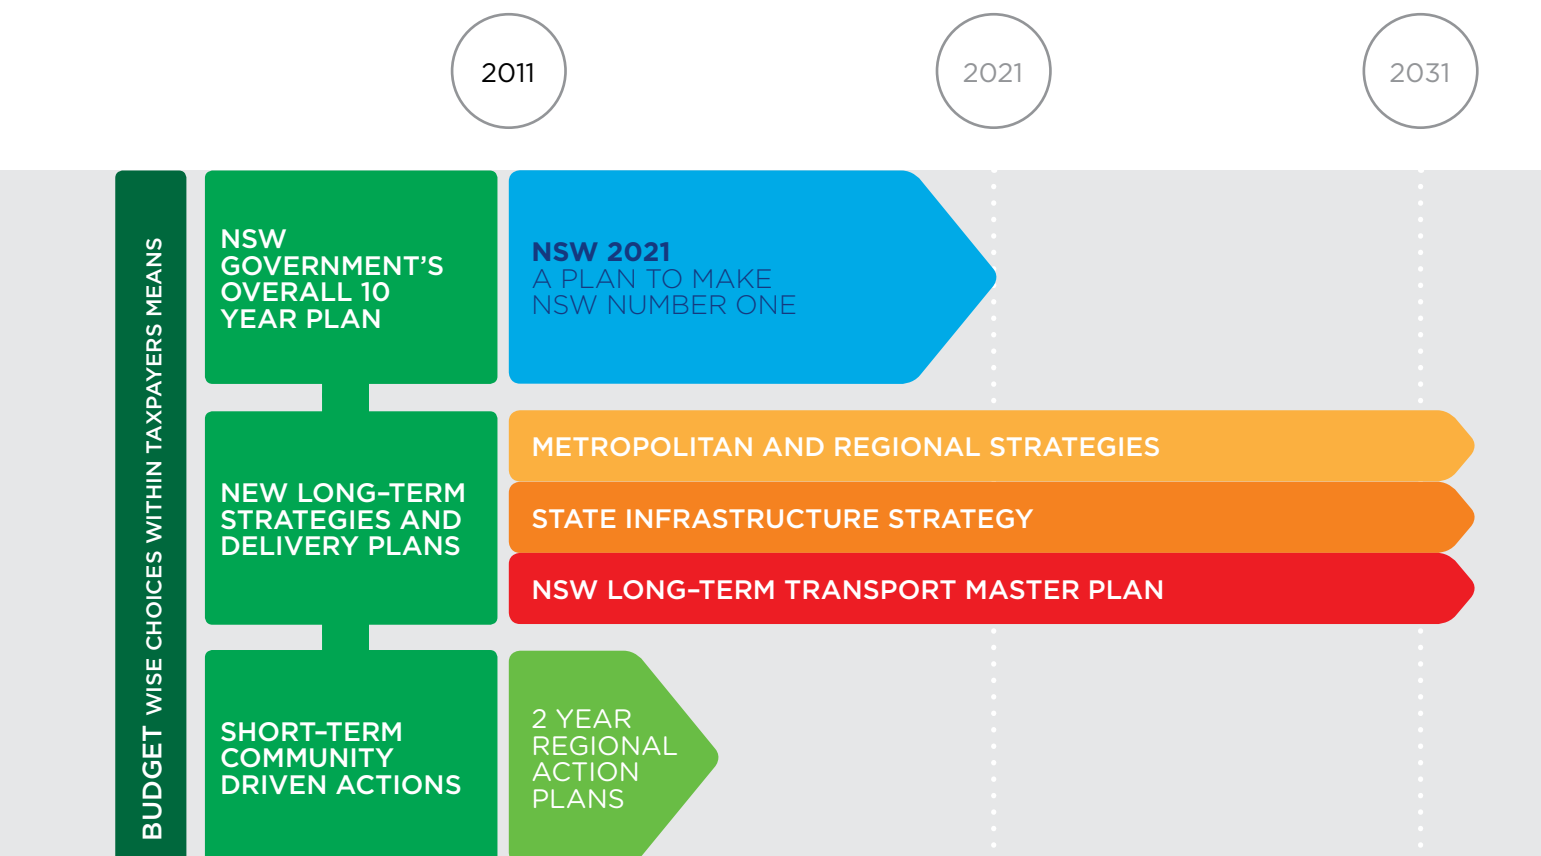 2011
2021
2031
BUDGET WISE CHOICES WITHIN TAXPAYERS MEANS
NSW
GOVERNMENT’S
OVERALL 10
YEAR PLAN
NSW 2021
A PLAN TO MAKE
NSW NUMBER ONE
NEW LONG–TERM
STRATEGIES AND
DELIVERY PLANS
METROPOLITAN AND REGIONAL STRATEGIES
STATE INFRASTRUCTURE STRATEGY
NSW LONG–TERM TRANSPORT MASTER PLAN
SHORT–TERM
COMMUNITY
DRIVEN ACTIONS
2 YEAR
REGIONAL
ACTION
PLANS